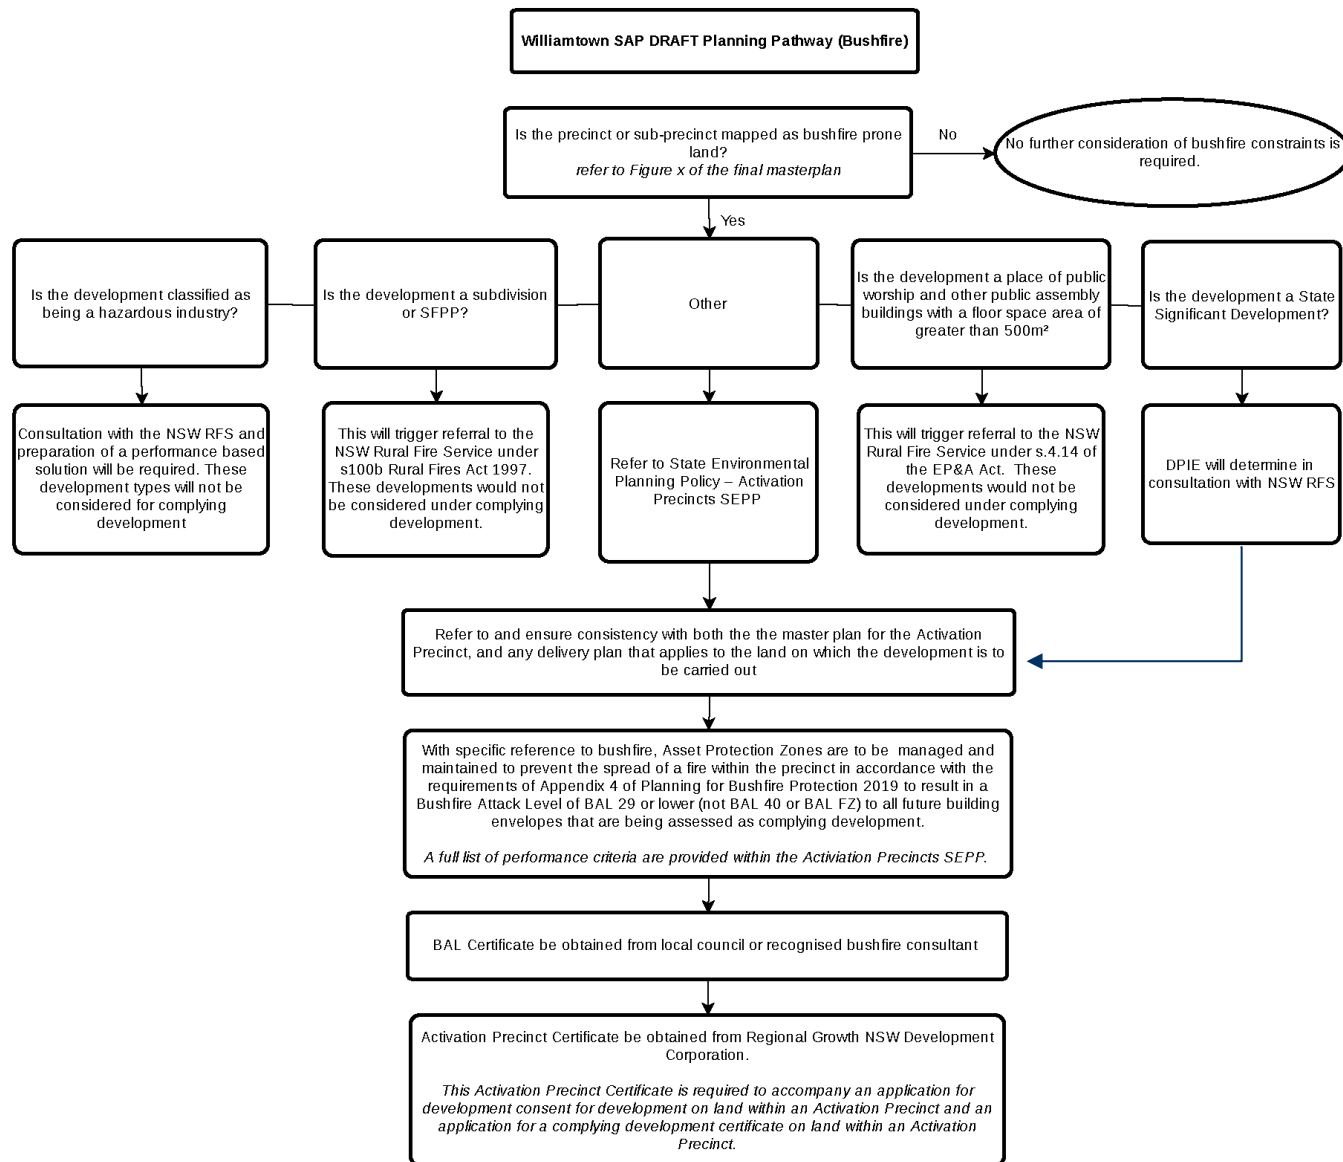 Williamtown SAP DRAFT Planning Pathway (Bushfire)
Is the precinct or sub-precinct mapped as bushfire prone
land?
refer to Figure x of the final masterplan
No
No further consideration of bushfire constraints is
required.
Yes
Is the development classified as
being a hazardous industry?
Is the development a subdivision
or SFPP?
Other
Is the development a place of public
worship and other public assembly
buildings with a floor space area of
greater than 500m²
Is the development a State
Significant Development?
Consultation with the NSW RFS and
preparation of a performance based
solution will be required. These
development types will not be
considered for complying
development
This will trigger referral to the
NSW Rural Fire Service under
s100b Rural Fires Act 1997.
These developments would not
be considered under complying
development.
Refer to State Environmental
Planning Policy – Activation
Precincts SEPP
This will trigger referral to the NSW
Rural Fire Service under s.4.14 of
the EP&A Act. These
developments would not be
considered under complying
development.
DPIE will determine in
consultation with NSW RFS
Refer to and ensure consistency with both the the master plan for the Activation
Precinct, and any delivery plan that applies to the land on which the development is to
be carried out
With specific reference to bushfire, Asset Protection Zones are to be managed and
maintained to prevent the spread of a fire within the precinct in accordance with the
requirements of Appendix 4 of Planning for Bushfire Protection 2019 to result in a
Bushfire Attack Level of BAL 29 or lower (not BAL 40 or BAL FZ) to all future building
envelopes that are being assessed as complying development.
A full list of performance criteria are provided within the Activiation Precincts SEPP.
BAL Certificate be obtained from local council or recognised bushfire consultant
Activation Precinct Certificate be obtained from Regional Growth NSW Development
Corporation.
This Activation Precinct Certificate is required to accompany an application for
development consent for development on land within an Activation Precinct and an
application for a complying development certificate on land within an Activation
Precinct.